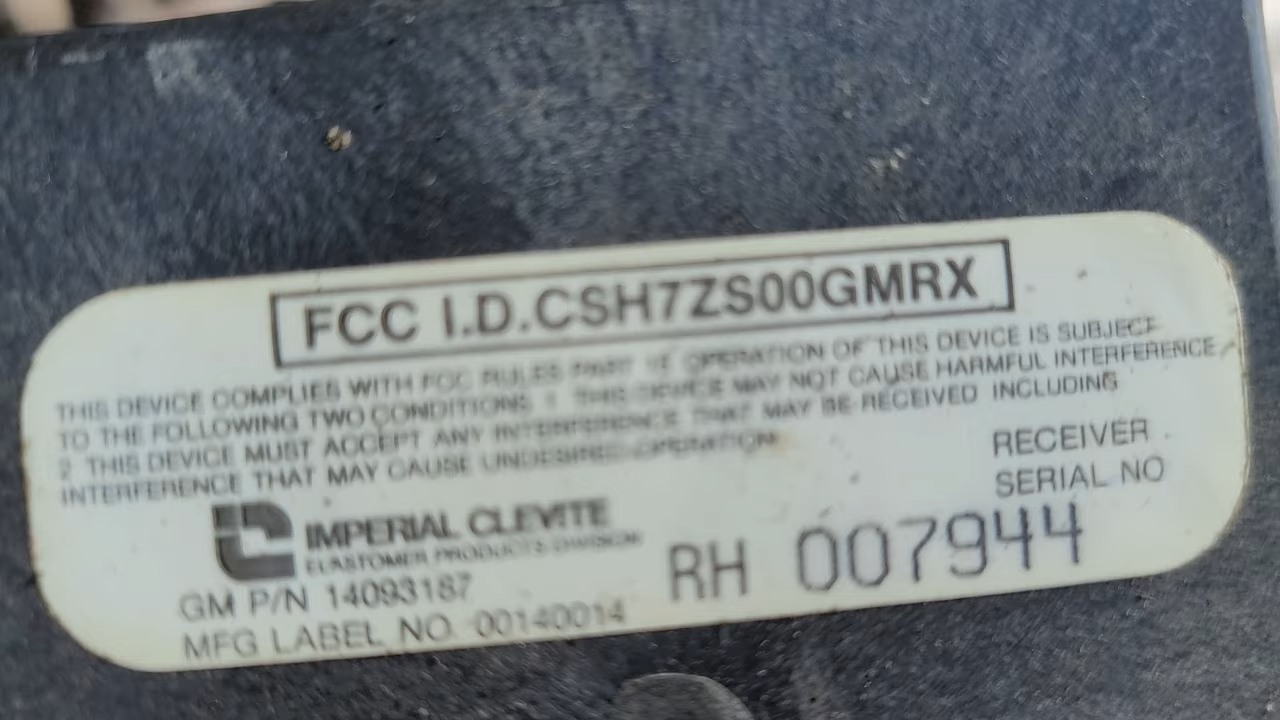 FCC I.D.CSH7ZS00GMRX
THIS DEVICE COMPLIES WITH FCC RULES PART 15 OPERATION OF THIS DEVICE IS SUBJECT
TO THE FOLLOWING TWO CONDITIONS 1 THIS DEVICE MAY NOT CAUSE HARMFUL INTERFERENCE,
2 THIS DEVICE MUST ACCEPT ANY INTERFERENCE THAT MAY BE RECEIVED INCLUDING
INTERFERENCE THAT MAY CAUSE UNDESIRED OPERATION
RECEIVER
SERIAL NO
IMPERIAL CLEVITE
ELASTOMER PRODUCTS DIVISION
RH 007944
GM P/N 14093187
MFG LABEL NO 00140014